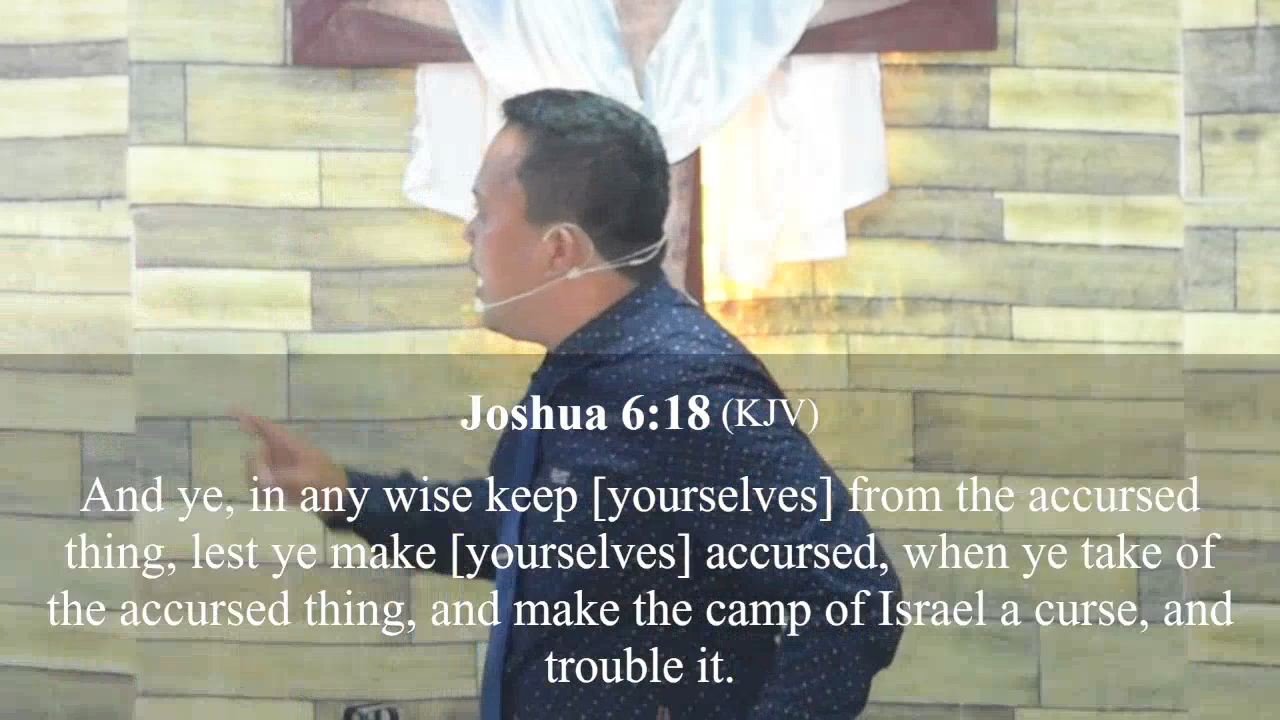 Joshua 6:18 (KJV)
And ye, in any wise keep [yourselves] from the accursed
thing, lest ye make [yourselves] accursed, when ye take of
the accursed thing, and make the camp of Israel a curse, and
trouble it.